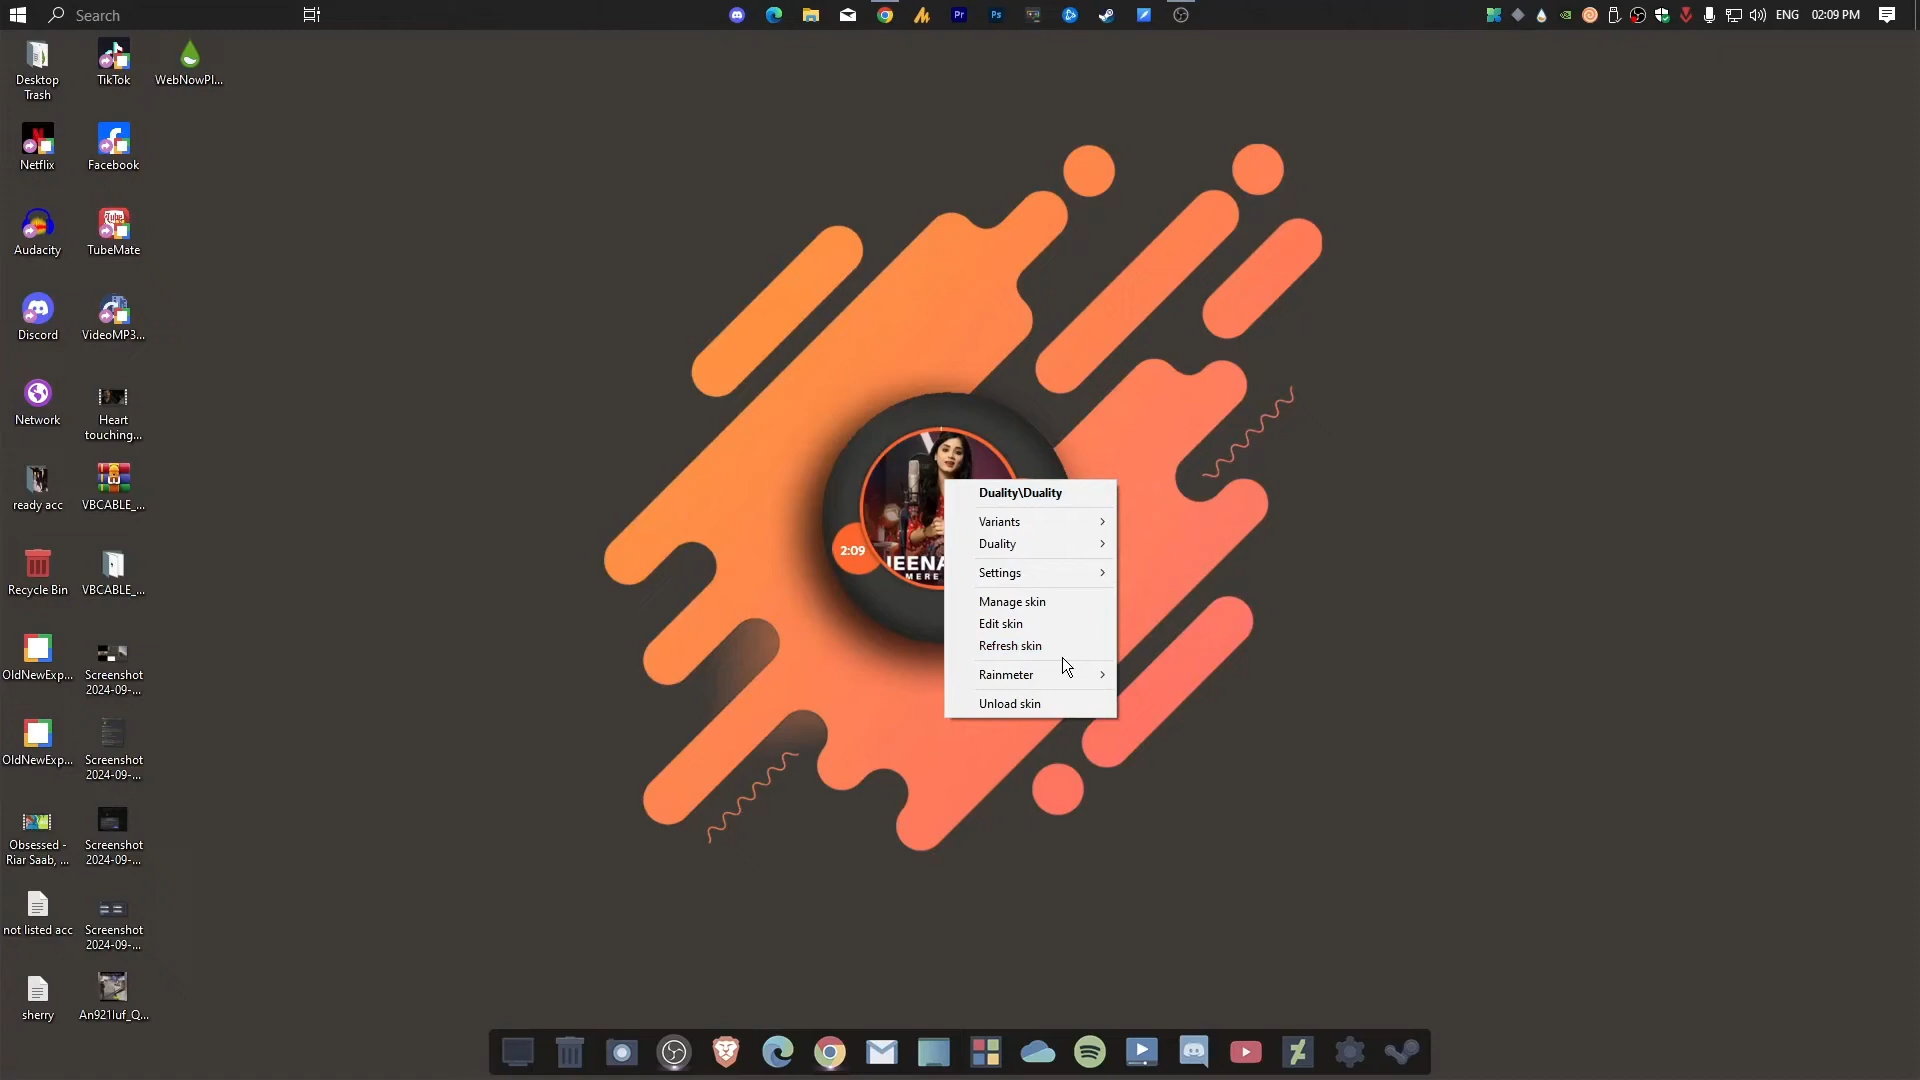 Search
ENG
02:09 PM
Desktop
Trash
TikTok
WebNowPl...
Netflix
Facebook
Audacity
TubeMate
Discord
VideoMP3...
Network
Heart
touching...
ready acc
VBCABLE_...
Recycle Bin
VBCABLE_...
OldNewExp...
Screenshot
2024-09-...
OldNewExp...
Screenshot
2024-09-...
Obsessed -
Riar Saab, ...
Screenshot
2024-09-...
not listed acc
Screenshot
2024-09-...
sherry
An921Iuf_Q...
2:09
MERE
Duality\Duality
Variants
Duality
Settings
Manage skin
Edit skin
Refresh skin
Rainmeter
Unload skin